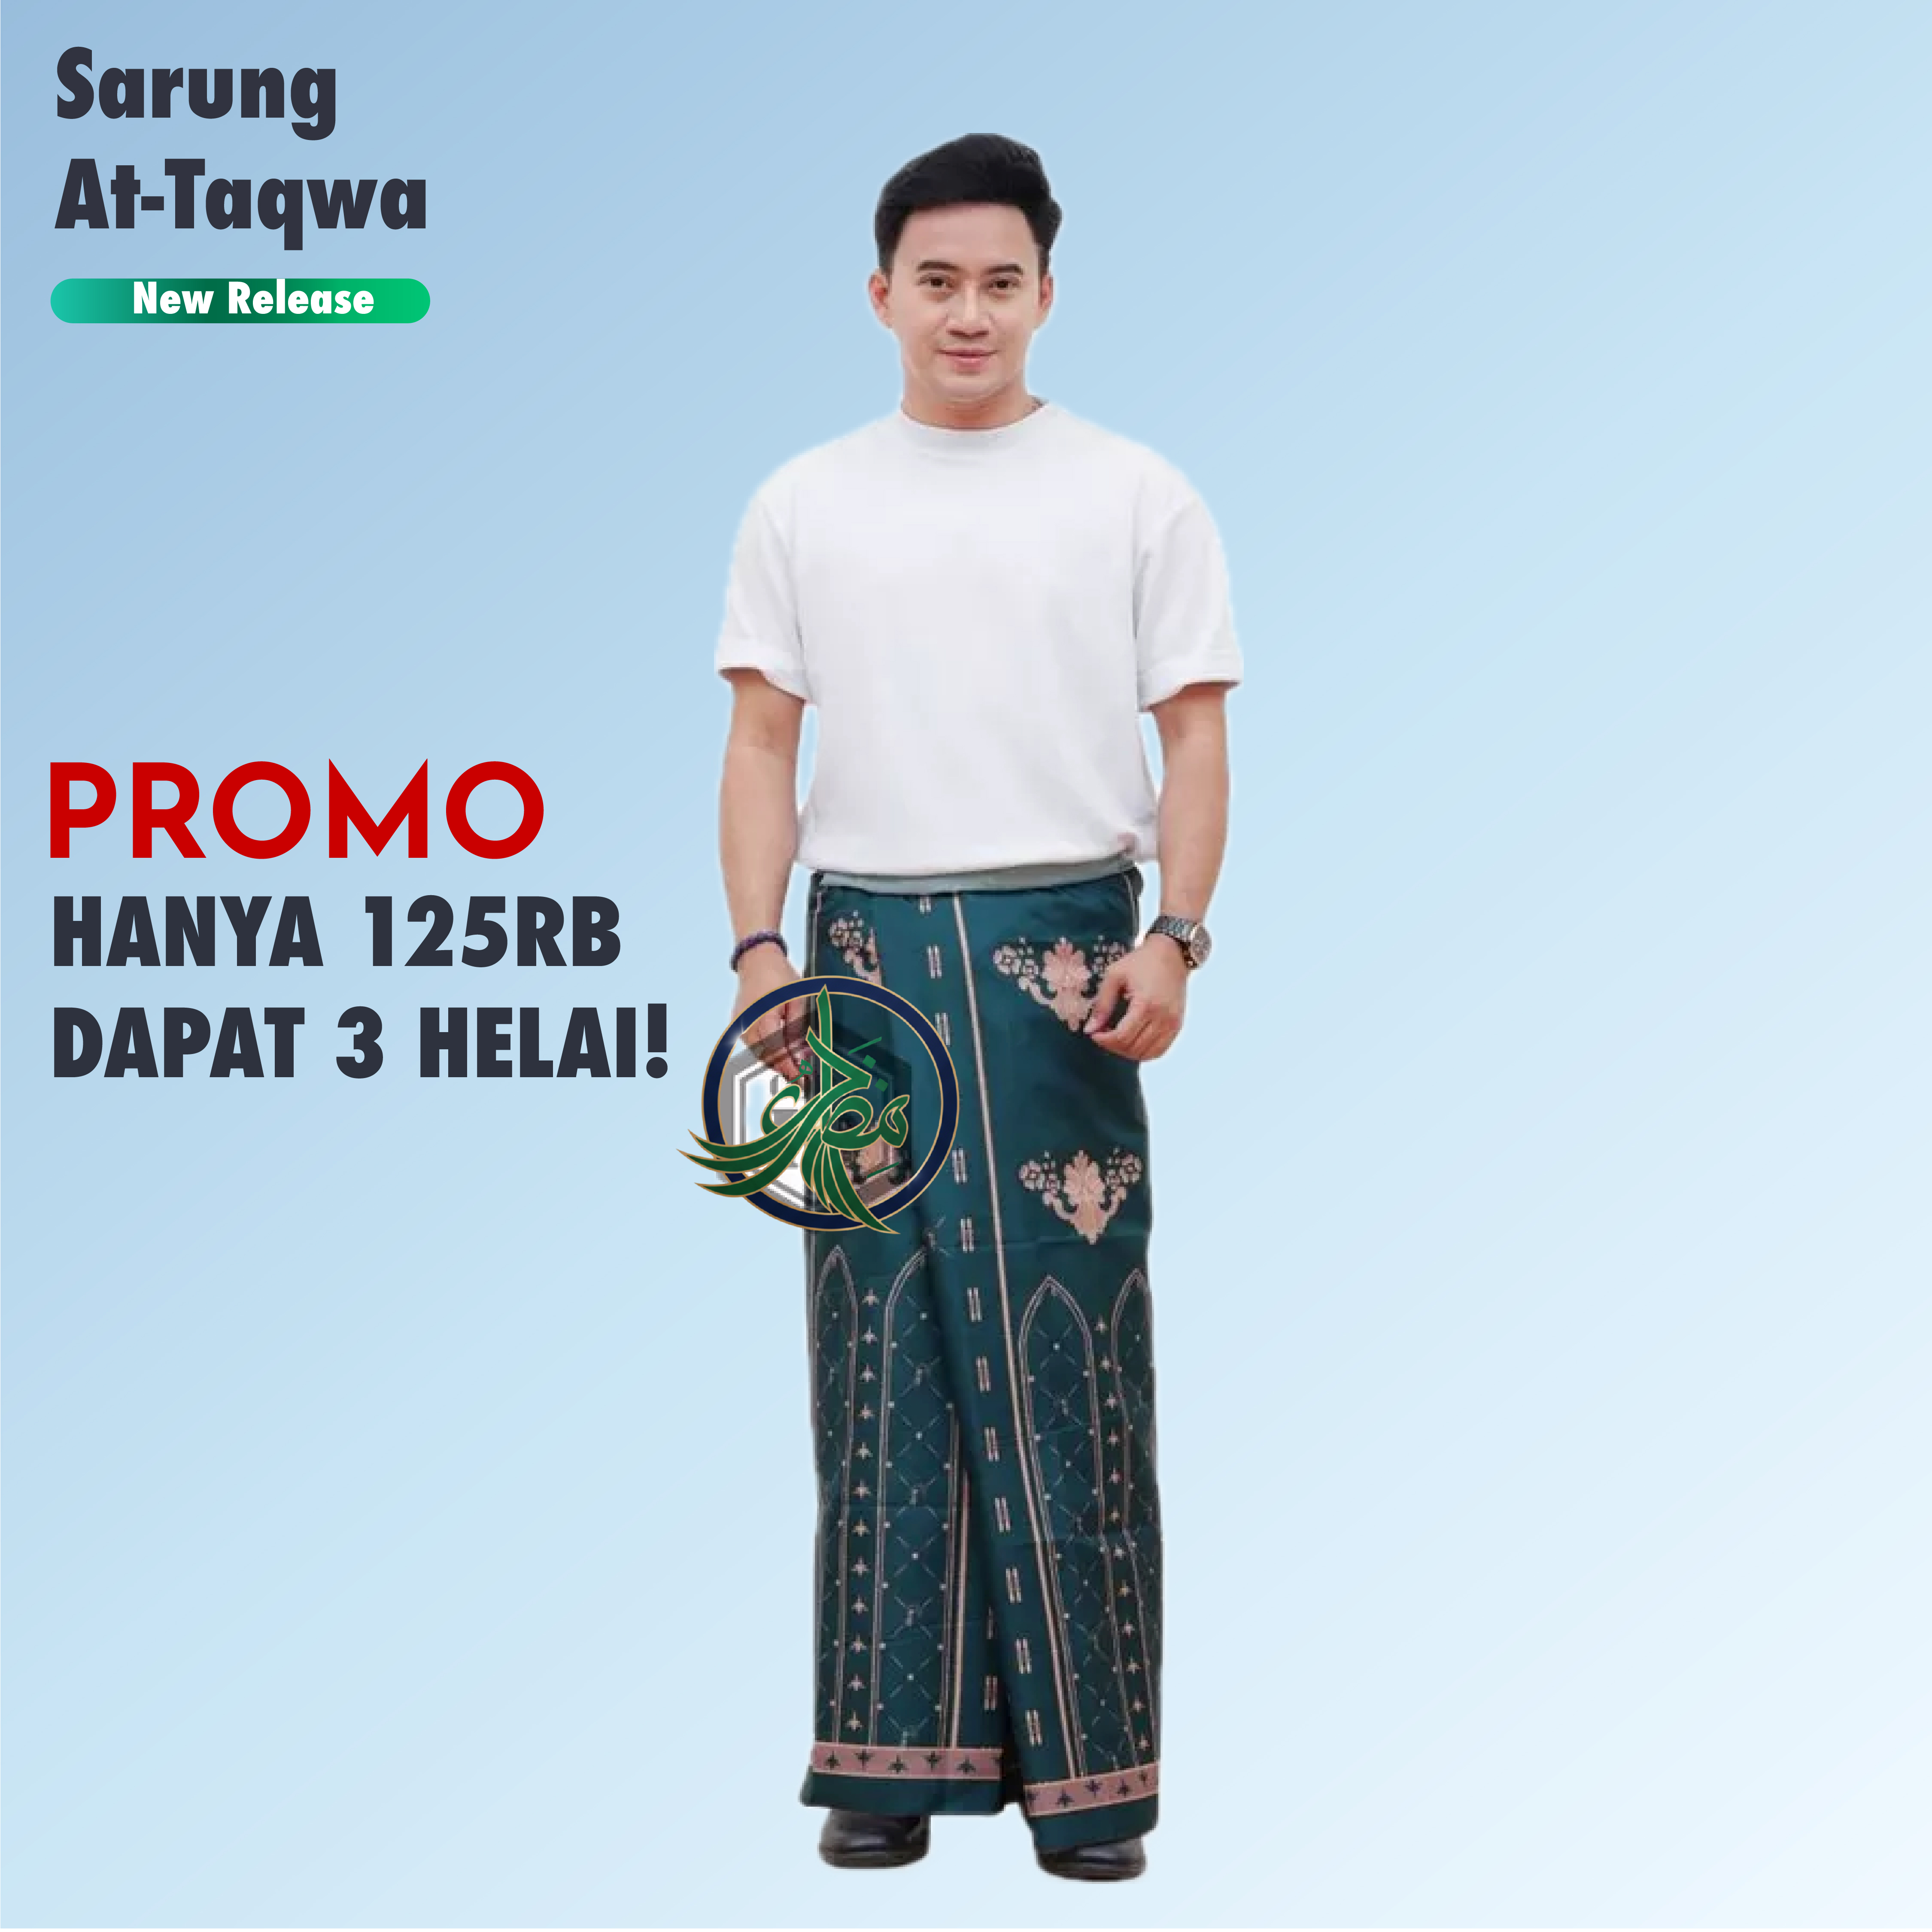 Sarung
At-Taqwa
New Release
PROMO
HANYA 125RB
DAPAT 3 HELAI!